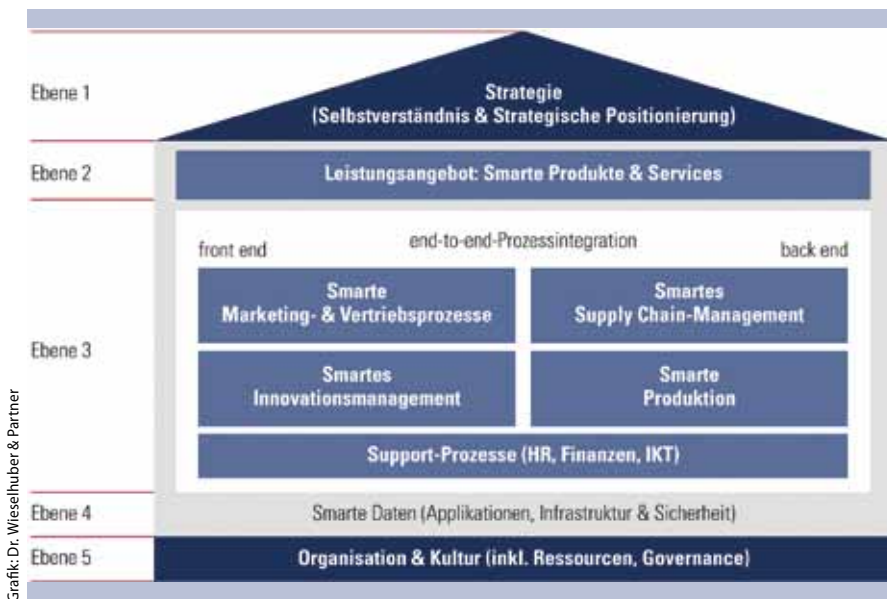 Ebene 1
Strategie
(Selbstverständnis & Strategische Positionierung)
Ebene 2
Leistungsangebot: Smarte Produkte & Services
Ebene 3
end-to-end-Prozessintegration
front end
back end
Smarte
Marketing- & Vertriebsprozesse
Smartes
Supply Chain-Management
Smartes
Innovationsmanagement
Smarte
Produktion
Support-Prozesse (HR, Finanzen, IKT)
Ebene 4
Smarte Daten (Applikationen, Infrastruktur & Sicherheit)
Ebene 5
Organisation & Kultur (inkl. Ressourcen, Governance)
Grafik: Dr. Wieselhuber & Partner